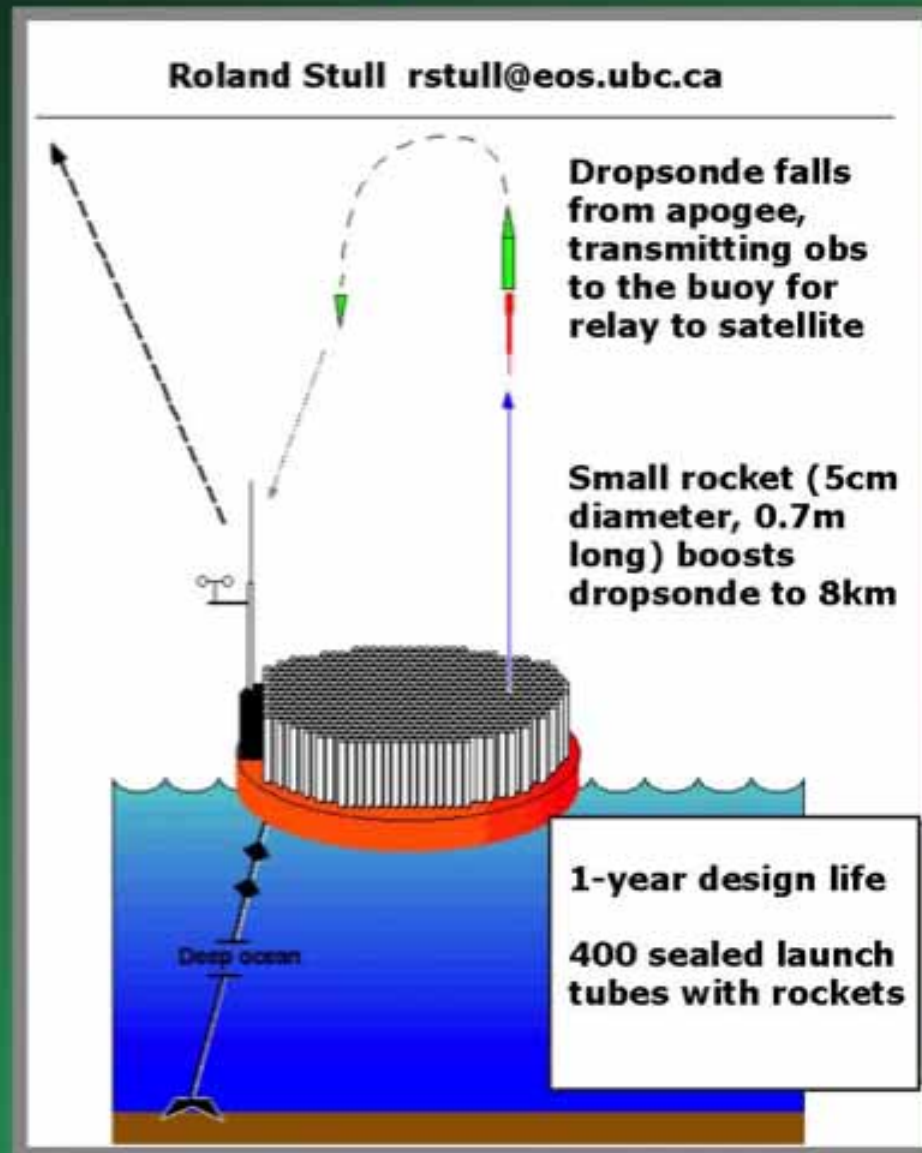 Roland Stull rstull@eos.ubc.ca
Dropsonde falls
from apogee,
transmitting obs
to the buoy for
relay to satellite
Small rocket (5cm
diameter, 0.7m
long) boosts
dropsonde to 8km
1-year design life
400 sealed launch
tubes with rockets
Deep ocean